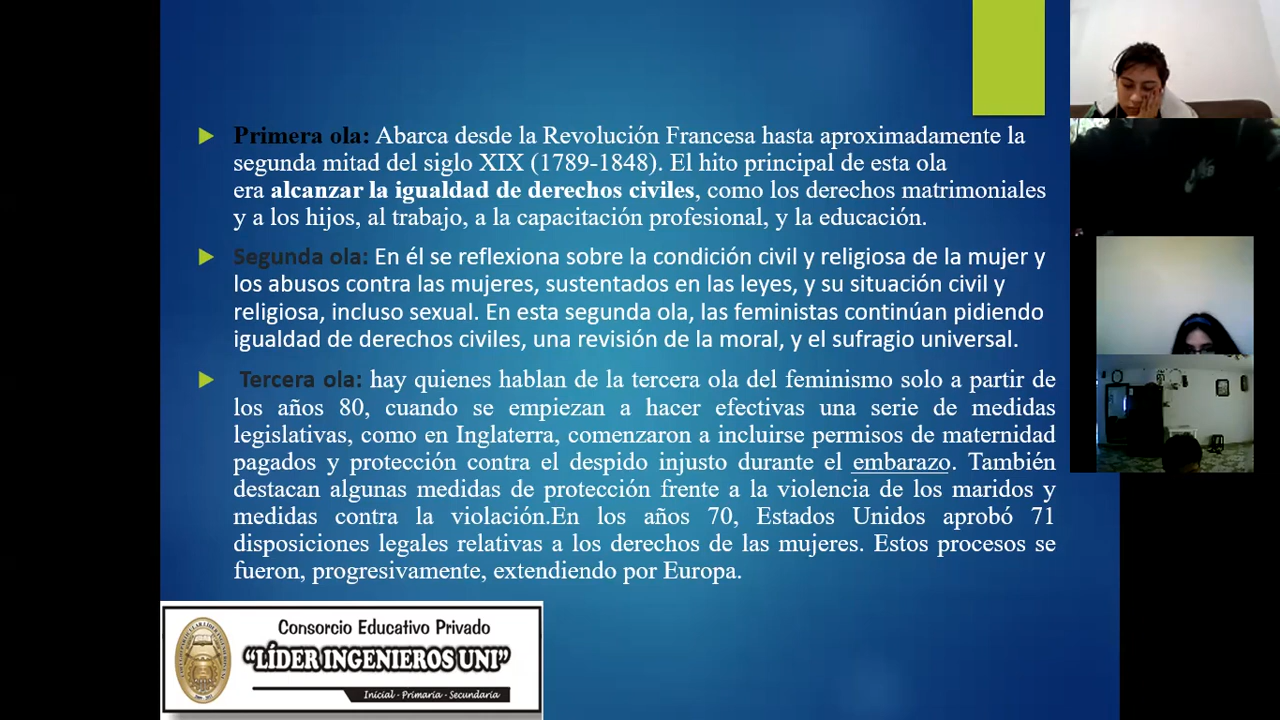 Primera ola: Abarca desde la Revolución Francesa hasta aproximadamente la
segunda mitad del siglo XIX (1789-1848). El hito principal de esta ola
era alcanzar la igualdad de derechos civiles, como los derechos matrimoniales
y a los hijos, al trabajo, a la capacitación profesional, y la educación.
Segunda ola: En él se reflexiona sobre la condición civil y religiosa de la mujer y
los abusos contra las mujeres, sustentados en las leyes, y su situación civil y
religiosa, incluso sexual. En esta segunda ola, las feministas continúan pidiendo
igualdad de derechos civiles, una revisión de la moral, y el sufragio universal.
Tercera ola: hay quienes hablan de la tercera ola del feminismo solo a partir de
los años 80, cuando se empiezan a hacer efectivas una serie de medidas
legislativas, como en Inglaterra, comenzaron a incluirse permisos de maternidad
pagados y protección contra el despido injusto durante el embarazo. También
destacan algunas medidas de protección frente a la violencia de los maridos y
medidas contra la violación.En los años 70, Estados Unidos aprobó 71
disposiciones legales relativas a los derechos de las mujeres. Estos procesos se
fueron, progresivamente, extendiendo por Europa.
Consorcio Educativo Privado
"LÍDER INGENIEROS UNI"
Inicial - Primaria - Secundaria